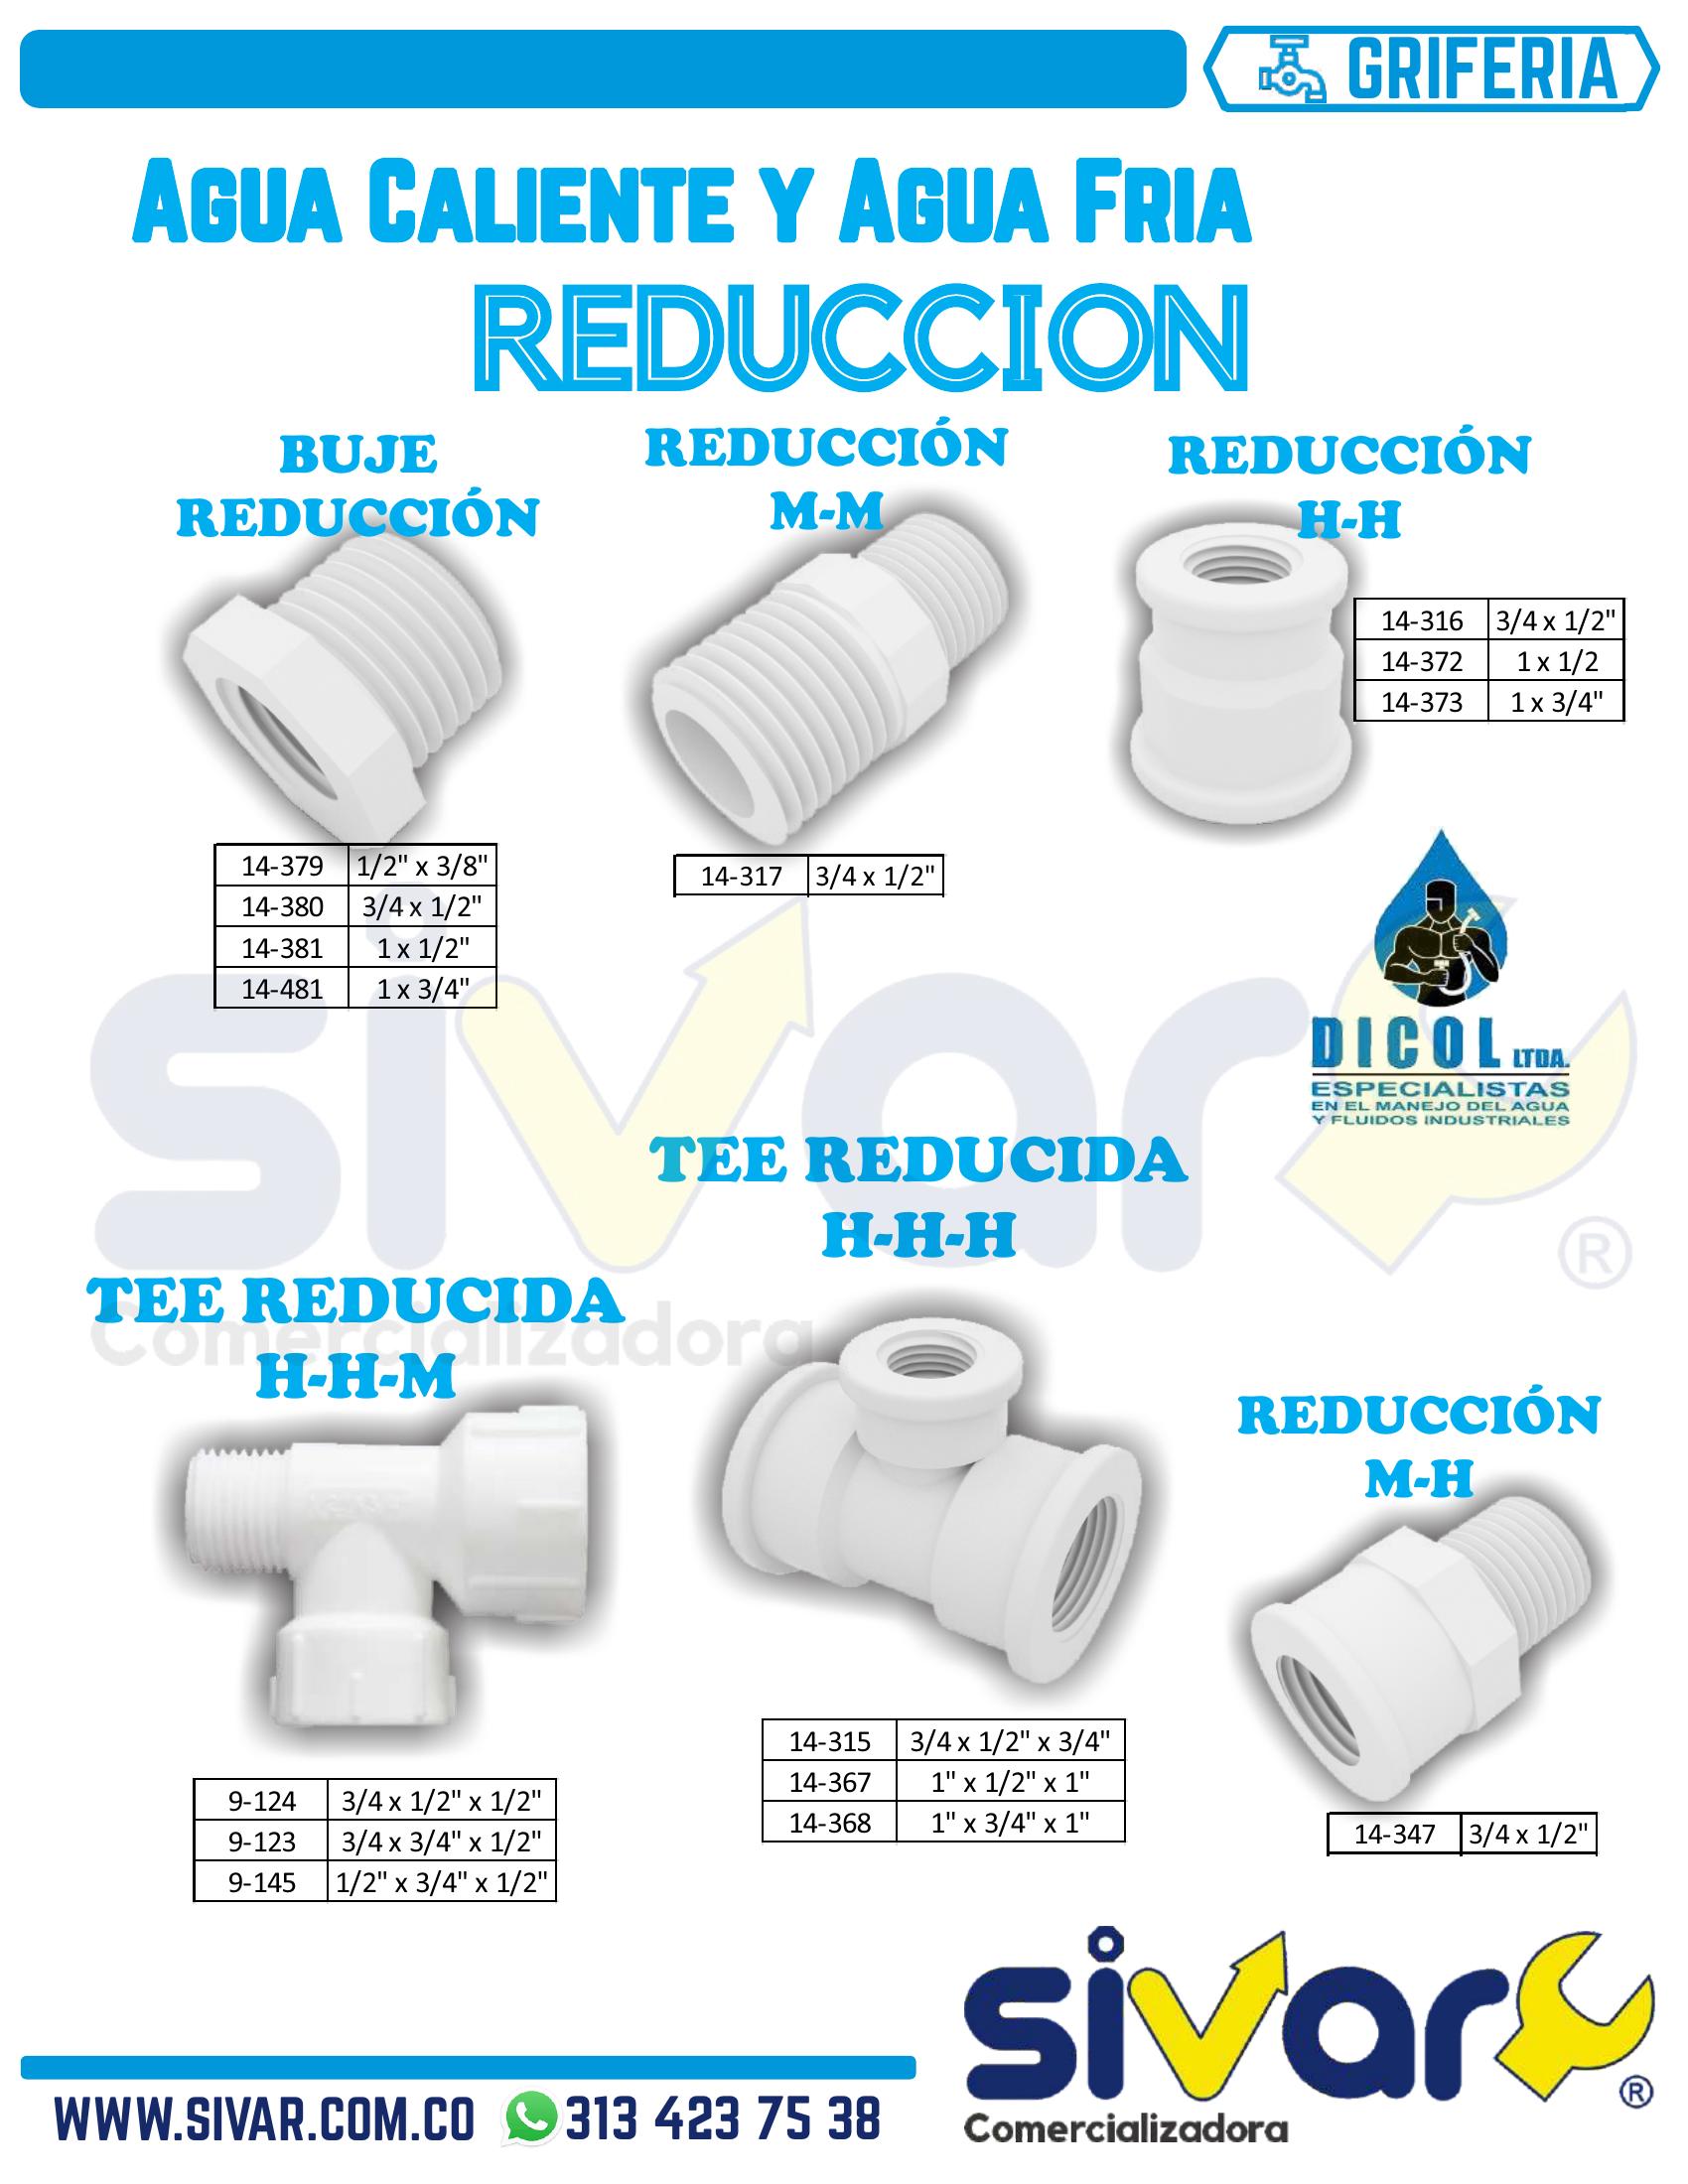 GRIFERIA
AGUA CALIENTE Y AGUA FRIA
REDUCCION
BUJE
REDUCCIÓN
14-379 1/2" x 3/8"
14-380 3/4 x 1/2"
14-381 1 x 1/2"
14-481 1 x 3/4"
REDUCCIÓN
M-M
14-317 3/4 x 1/2"
REDUCCIÓN
H-H
14-316 3/4 x 1/2"
14-372 1 x 1/2
14-373 1 x 3/4"
DICOL LTDA.
ESPECIALISTAS
EN EL MANEJO DEL AGUA
Y FLUIDOS INDUSTRIALES
sivar
®
Comercializadora
TEE REDUCIDA
H-H-M
9-124 3/4 x 1/2" x 1/2"
9-123 3/4 x 3/4" x 1/2"
9-145 1/2" x 3/4" x 1/2"
TEE REDUCIDA
H-H-H
14-315 3/4 x 1/2" x 3/4"
14-367 1" x 1/2" x 1"
14-368 1" x 3/4" x 1"
REDUCCIÓN
M-H
14-347 3/4 x 1/2"
WWW.SIVAR.COM.CO 313 423 75 38
sivar
®
Comercializadora